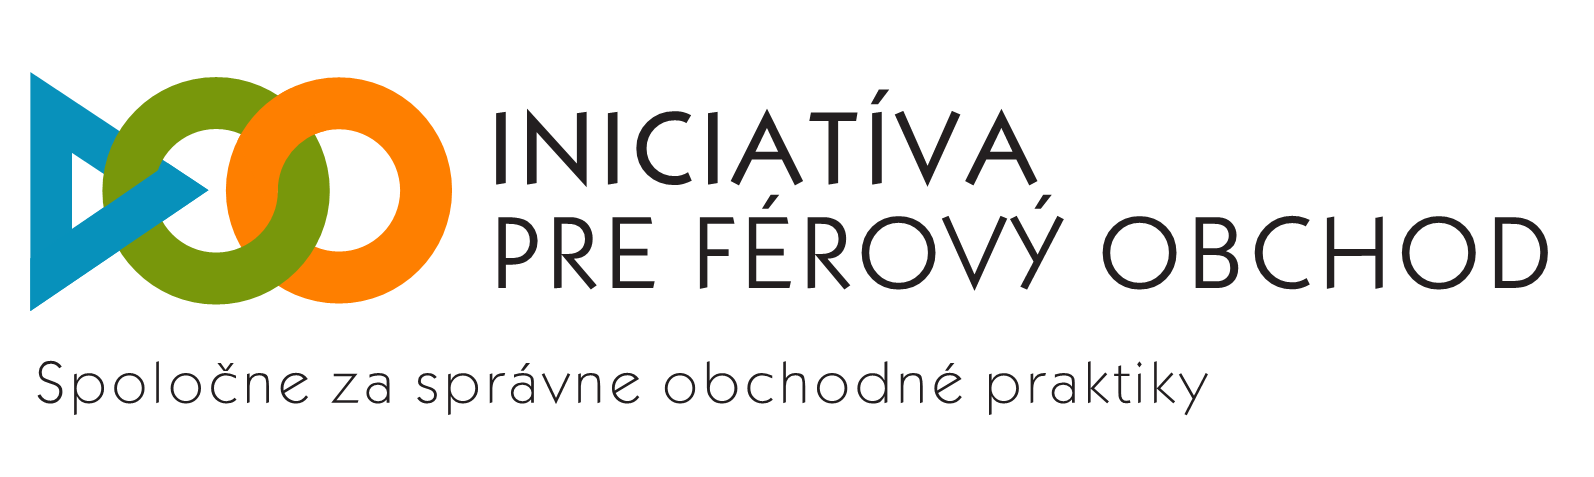 INICIATÍVA
PRE FÉROVÝ OBCHOD
Spoločne za správne obchodné praktiky